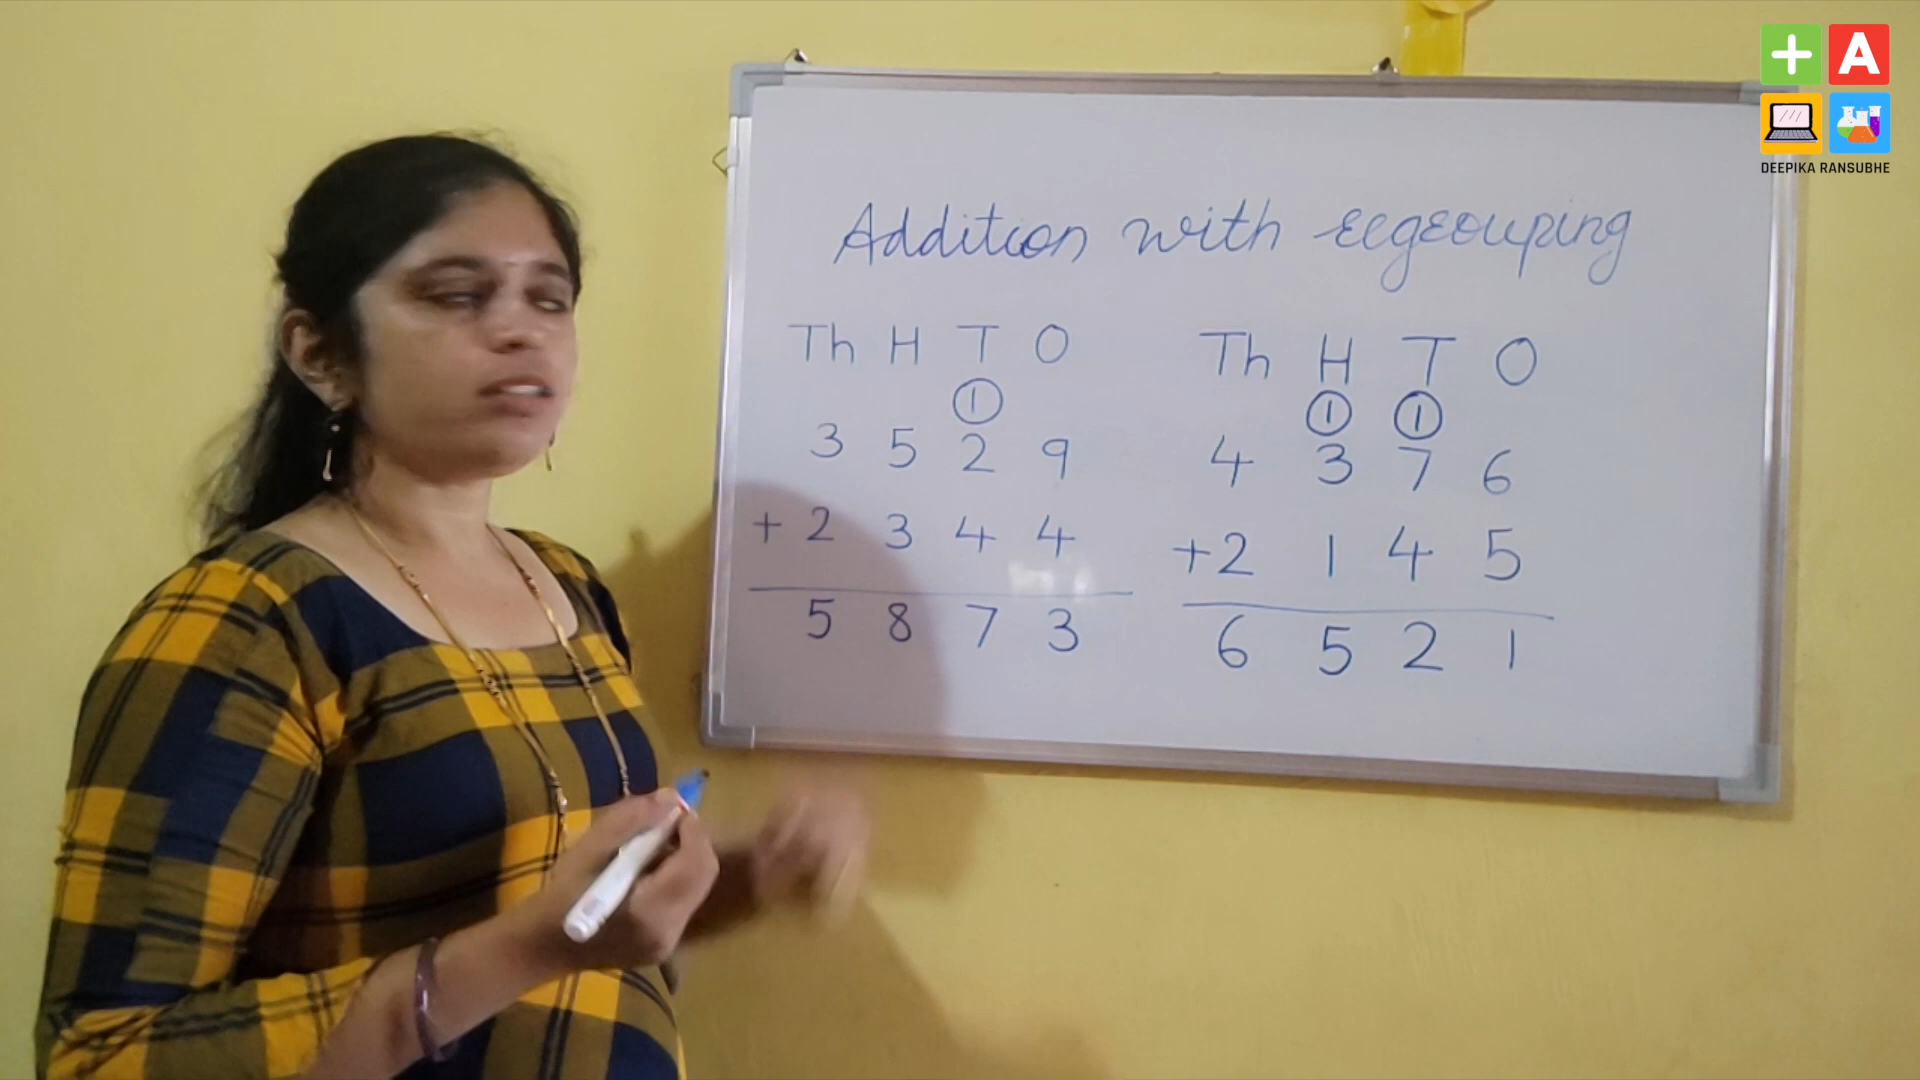 + A
DEEPIKA RANSUBHE
Addition with regrouping
Th H T O
1
3 5 2 9
+ 2 3 4 4
5 8 7 3
Th H T O
1 1
4 3 7 6
+2 1 4 5
6 5 2 1